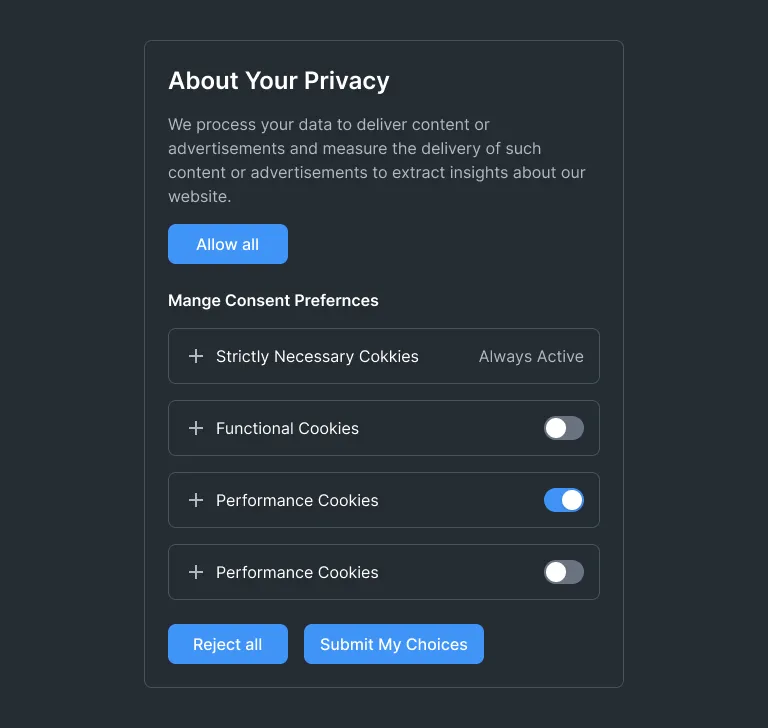 About Your Privacy
We process your data to deliver content or
advertisements and measure the delivery of such
content or advertisements to extract insights about our
website.
Allow all
Mange Consent Prefernces
Strictly Necessary Cokkies Always Active
Functional Cookies
Performance Cookies
Performance Cookies
Reject all Submit My Choices